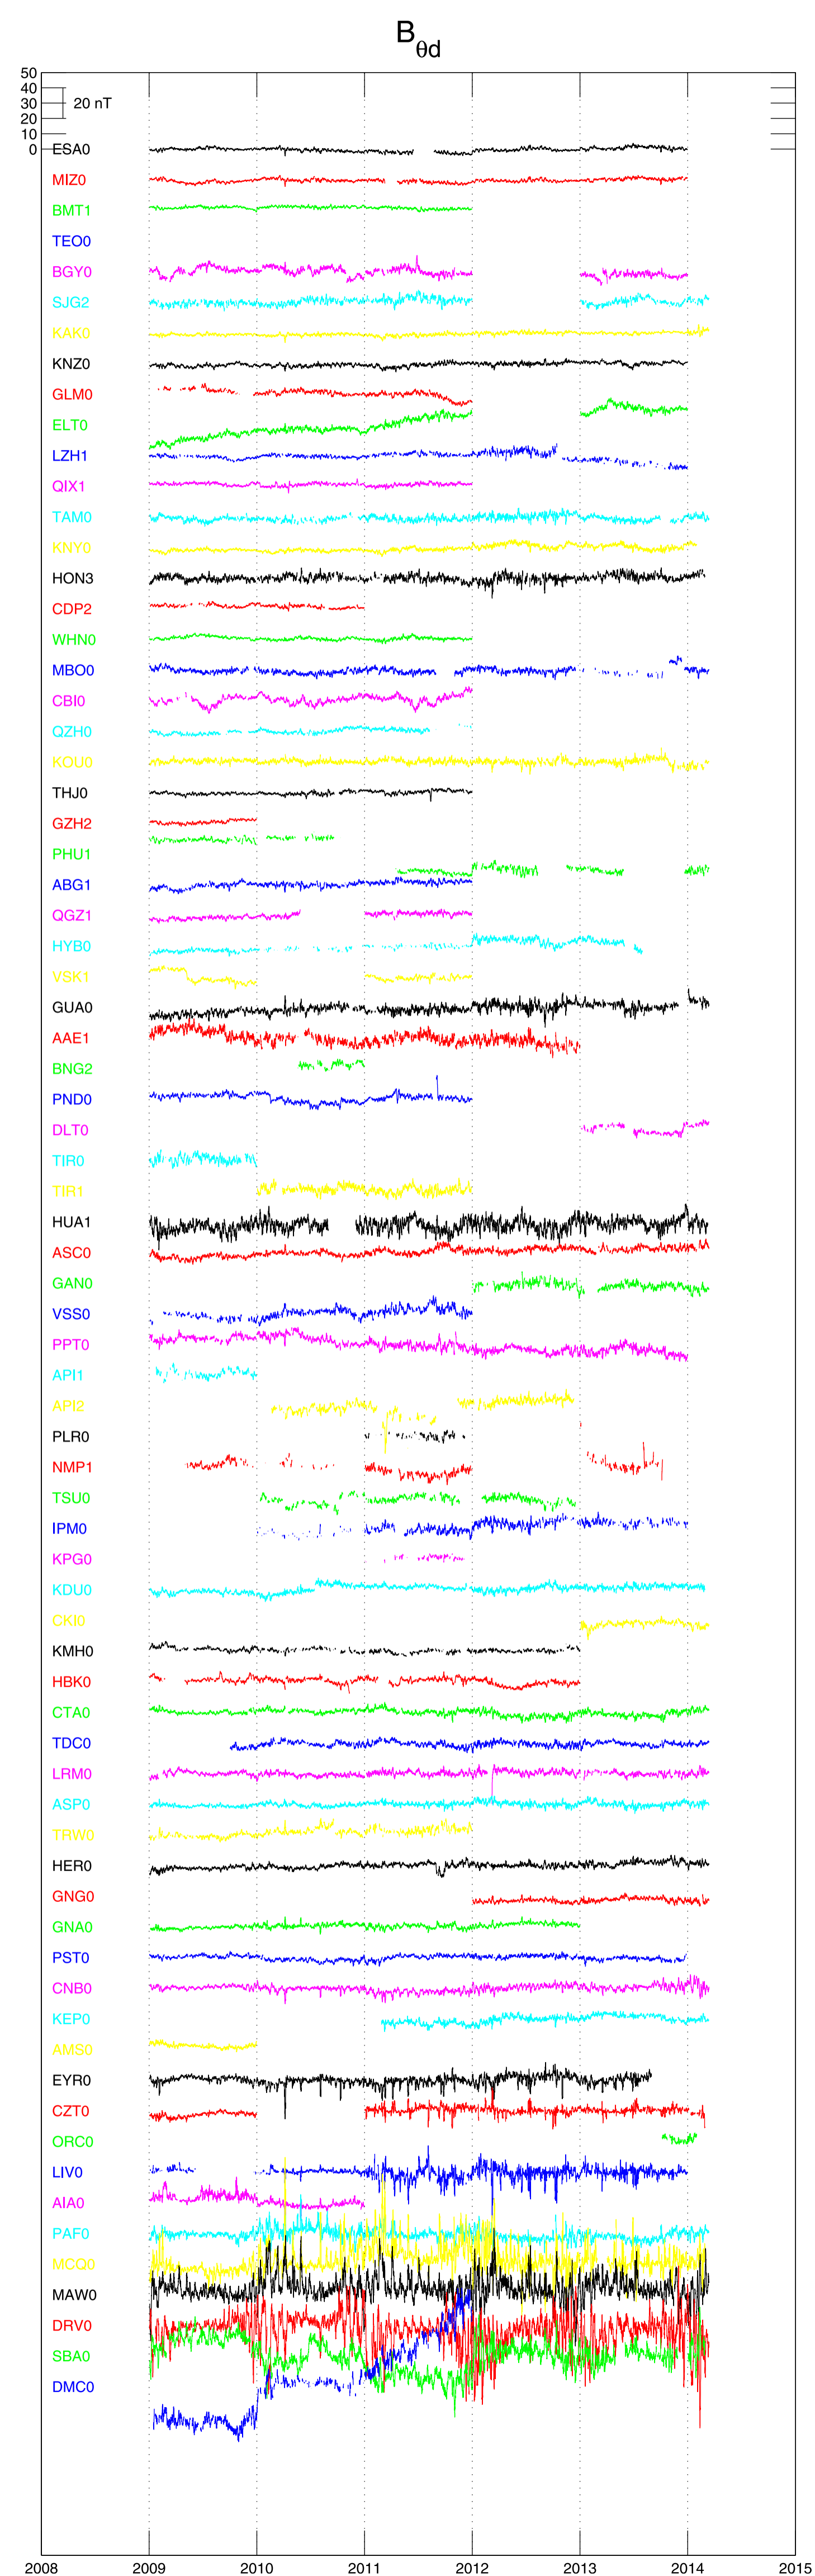 B_θd
50
40
30
20
10
0
20 nT
ESA0
MIZ0
BMT1
TEO0
BGY0
SJG2
KAK0
KNZ0
GLM0
ELT0
LZH1
QIX1
TAM0
KNY0
HON3
CDP2
WHN0
MBO0
CBI0
QZH0
KOU0
THJ0
GZH2
PHU1
ABG1
QGZ1
HYB0
VSK1
GUA0
AAE1
BNG2
PND0
DLT0
TIR0
TIR1
HUA1
ASC0
GAN0
VSS0
PPT0
API1
API2
PLR0
NMP1
TSU0
IPM0
KPG0
KDU0
CKI0
KMH0
HBK0
CTA0
TDC0
LRM0
ASP0
TRW0
HER0
GNG0
GNA0
PST0
CNB0
KEP0
AMS0
EYR0
CZT0
ORC0
LIV0
AIA0
PAF0
MCQ0
MAW0
DRV0
SBA0
DMC0
2008 2009 2010 2011 2012 2013 2014 2015